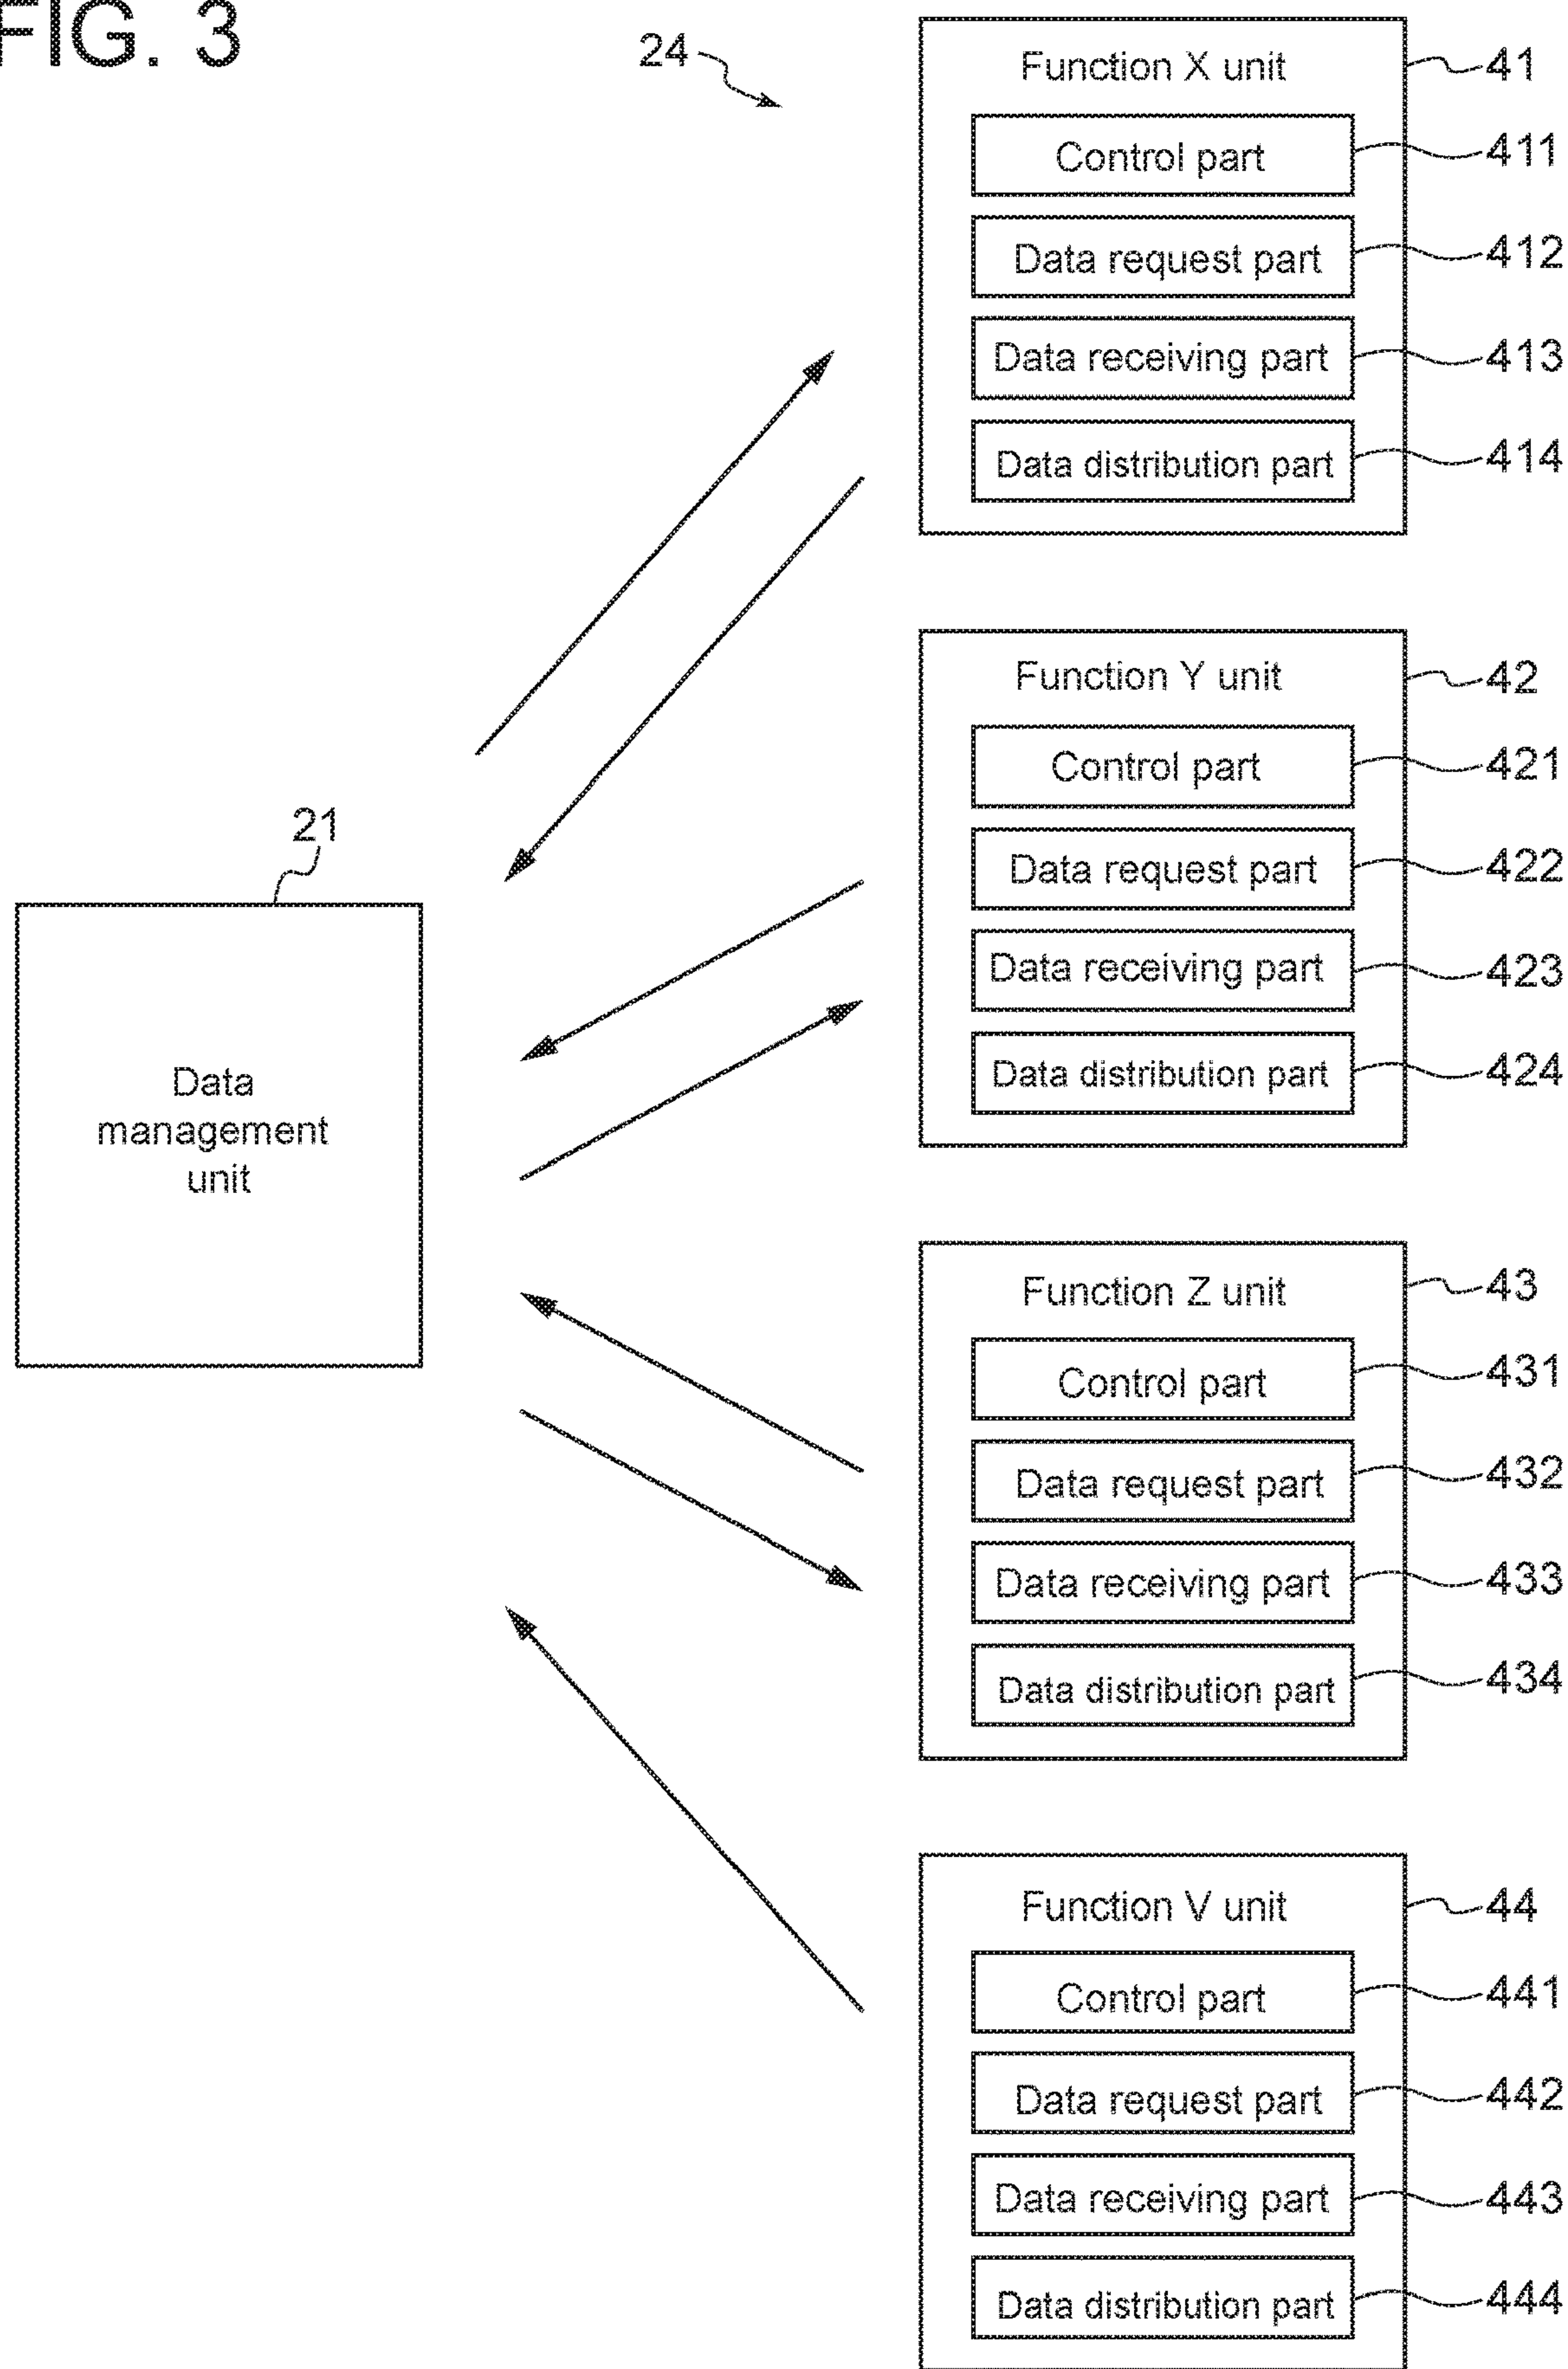 FIG. 3
24
Function X unit
41
Control part
411
Data request part
412
Data receiving part
413
Data distribution part
414
Function Y unit
42
Control part
421
Data request part
422
Data receiving part
423
Data distribution part
424
21
Data
management
unit
Function Z unit
43
Control part
431
Data request part
432
Data receiving part
433
Data distribution part
434
Function V unit
44
Control part
441
Data request part
442
Data receiving part
443
Data distribution part
444